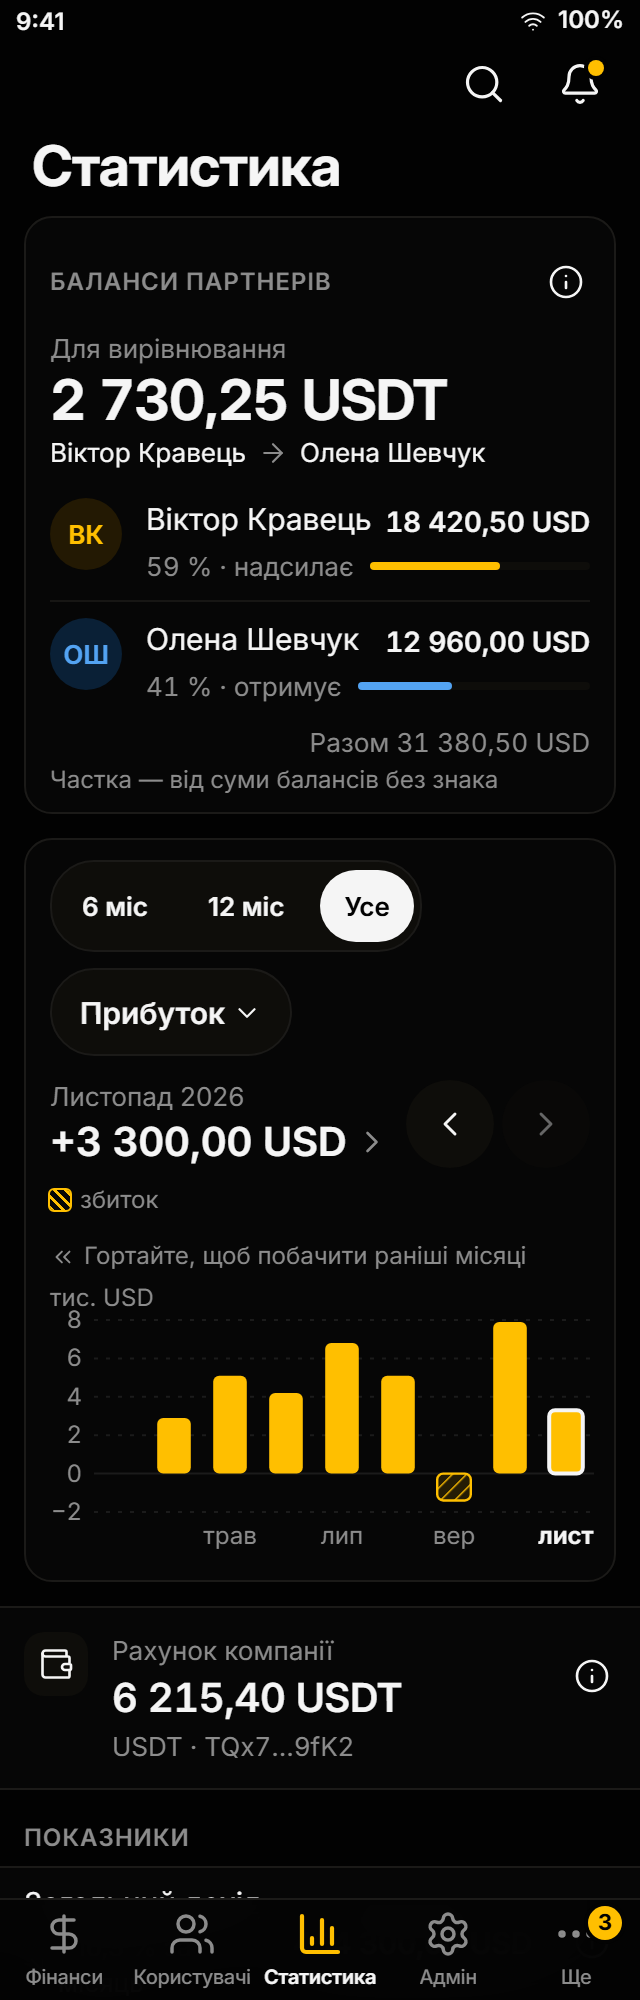 9:41
100%
Статистика
БАЛАНСИ ПАРТНЕРІВ
Для вирівнювання
2 730,25 USDT
Віктор Кравець → Олена Шевчук
ВК
Віктор Кравець 18 420,50 USD
59 % · надсилає
ОШ
Олена Шевчук 12 960,00 USD
41 % · отримує
Разом 31 380,50 USD
Частка — від суми балансів без знака
6 міс 12 міс Усе
Прибуток
Листопад 2026
+3 300,00 USD
збиток
« Гортайте, щоб побачити раніші місяці
тис. USD
8
6
4
2
0
−2
трав лип вер лист
Рахунок компанії
6 215,40 USDT
USDT · TQx7…9fK2
ПОКАЗНИКИ
3
Фінанси Користувачі Статистика Адмін Ще